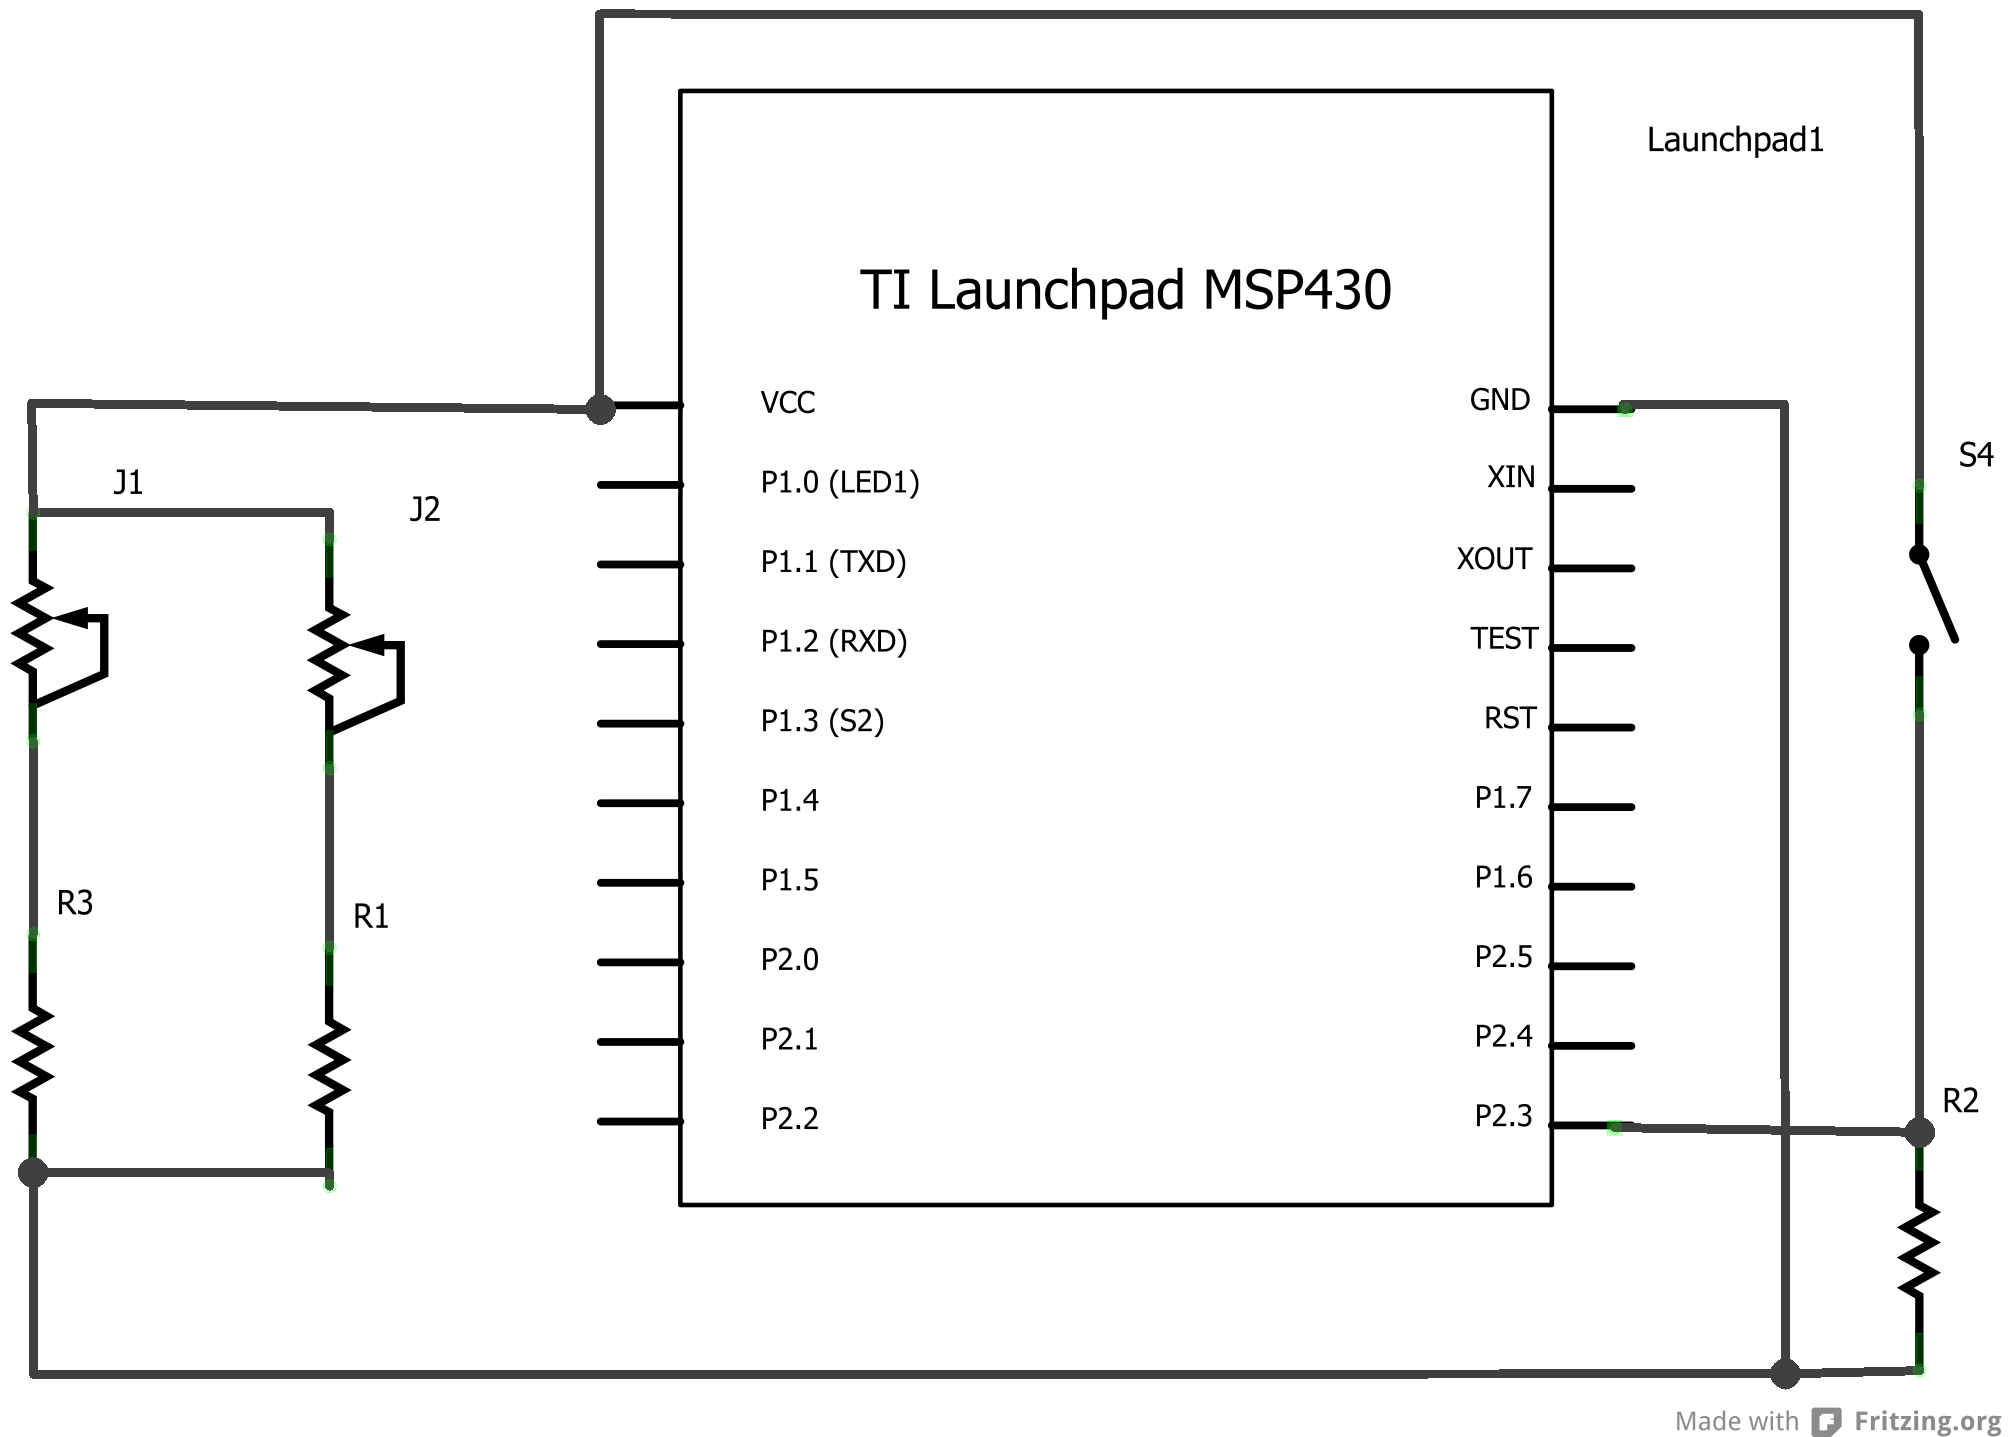 Launchpad1
TI Launchpad MSP430
VCC
GND
P1.0 (LED1)
XIN
P1.1 (TXD)
XOUT
P1.2 (RXD)
TEST
P1.3 (S2)
RST
P1.4
P1.7
P1.5
P1.6
P2.0
P2.5
P2.1
P2.4
P2.2
P2.3
J1
J2
S4
R3
R1
R2
Made with Fritzing.org